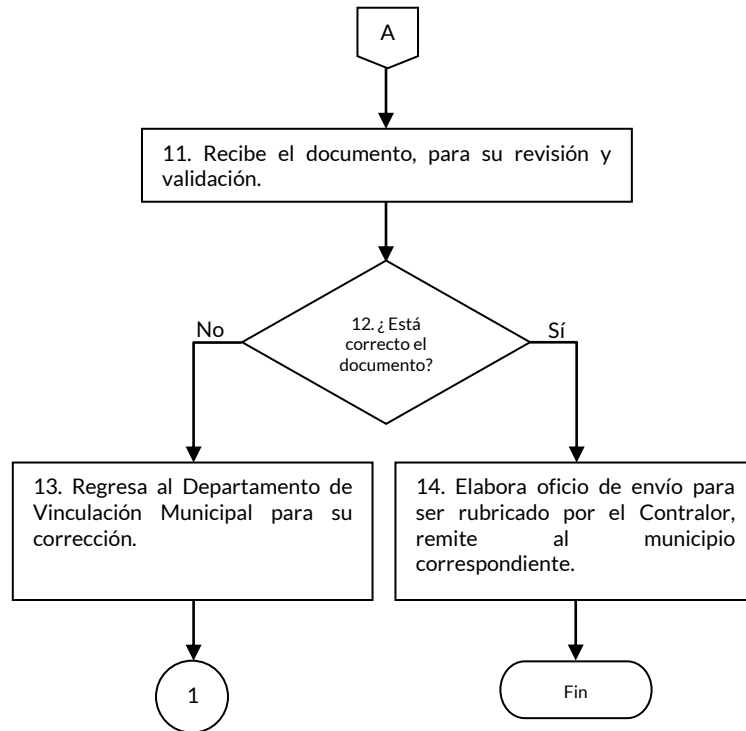 A
11. Recibe el documento, para su revisión y
validación.
12. ¿ Está
correcto el
documento?
No
Sí
13. Regresa al Departamento de
Vinculación Municipal para su
corrección.
14. Elabora oficio de envío para
ser rubricado por el Contralor,
remite al municipio
correspondiente.
1
Fin